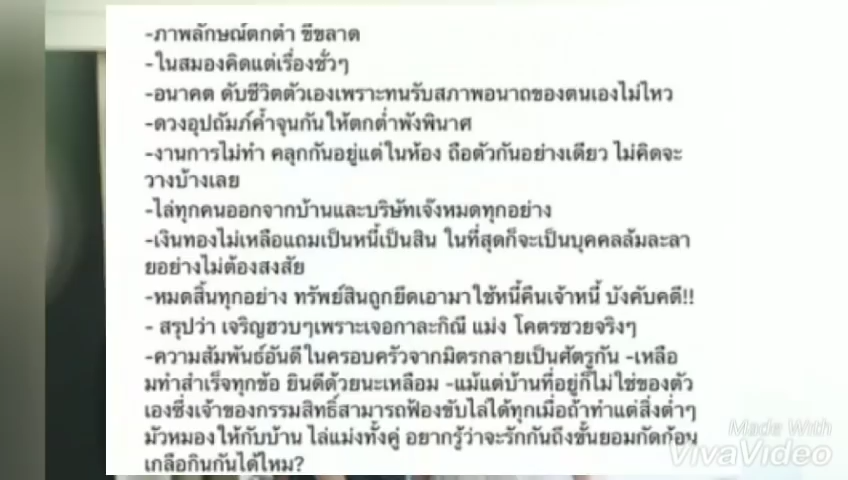 -ภาพลักษณ์ตกต่ำ ขี้ขลาด
-ในสมองคิดแต่เรื่องชั่วๆ
-อนาคต ดับชีวิตตัวเองเพราะทนรับสภาพอนาถของตนเองไม่ไหว
-ดวงอุปถัมภ์ค้ำจุนกันให้ตกต่ำพังพินาศ
-งานการไม่ทำ คลุกกันอยู่แต่ในห้อง ถือตัวกันอย่างเดียว ไม่คิดจะ
วางบ้างเลย
-ไล่ทุกคนออกจากบ้านและบริษัทเจ๊งหมดทุกอย่าง
-เงินทองไม่เหลือแถมเป็นหนี้เป็นสิน ในที่สุดก็จะเป็นบุคคลล้มละลา
ยอย่างไม่ต้องสงสัย
-หมดสิ้นทุกอย่าง ทรัพย์สินถูกยึดเอามาใช้หนี้คืนเจ้าหนี้ บังคับคดี!!
- สรุปว่า เจริญฮวบๆเพราะเจอกาละกิณี แม่ง โคตรซวยจริงๆ
-ความสัมพันธ์อันดีในครอบครัวจากมิตรกลายเป็นศัตรูกัน -เหลือ
มทำสำเร็จทุกข้อ ยินดีด้วยนะเหลือม -แม้แต่บ้านที่อยู่ก็ไม่ใช่ของตัว
เองซึ่งเจ้าของกรรมสิทธิ์สามารถฟ้องขับไล่ได้ทุกเมื่อถ้าทำแต่สิ่งต่ำๆ
มัวหมองให้กับบ้าน ไล่แม่งทั้งคู่ อยากรู้ว่าจะรักกันถึงขั้นยอมกัดก้อน
เกลือกินกันได้ไหม?
Made With
VivaVideo